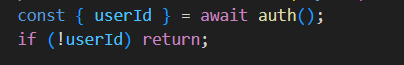 const { userId } = await auth();
if (!userId) return;